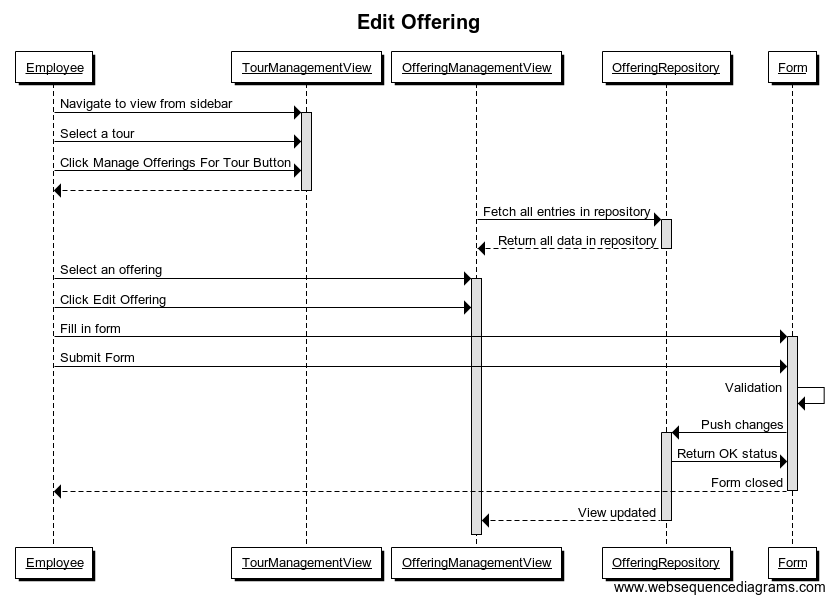 Edit Offering
Employee
TourManagementView
OfferingManagementView
OfferingRepository
Form
Navigate to view from sidebar
Select a tour
Click Manage Offerings For Tour Button
Fetch all entries in repository
Return all data in repository
Select an offering
Click Edit Offering
Fill in form
Submit Form
Validation
Push changes
Return OK status
Form closed
View updated
Employee
TourManagementView
OfferingManagementView
OfferingRepository
Form
www.websequencediagrams.com